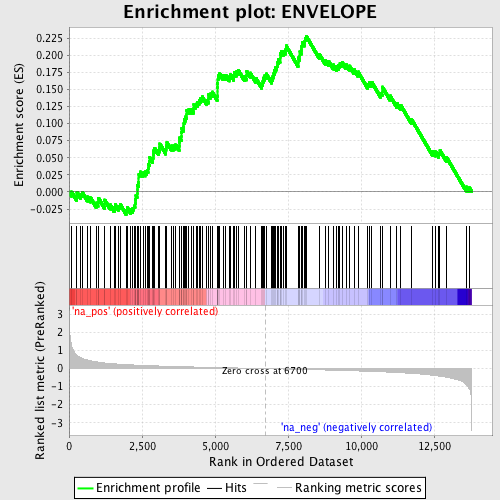 Enrichment plot: ENVELOPE
Enrichment score (ES)
0.225
0.200
0.175
0.150
0.125
0.100
0.075
0.050
0.025
0.000
-0.025
'na_pos' (positively correlated)
Ranked list metric (PreRanked)
3
2
1
0
-1
-2
-3
Zero cross at 6700
'na_neg' (negatively correlated)
0
2,500
5,000
7,500
10,000
12,500
Rank in Ordered Dataset
Enrichment profile
Hits
Ranking metric scores